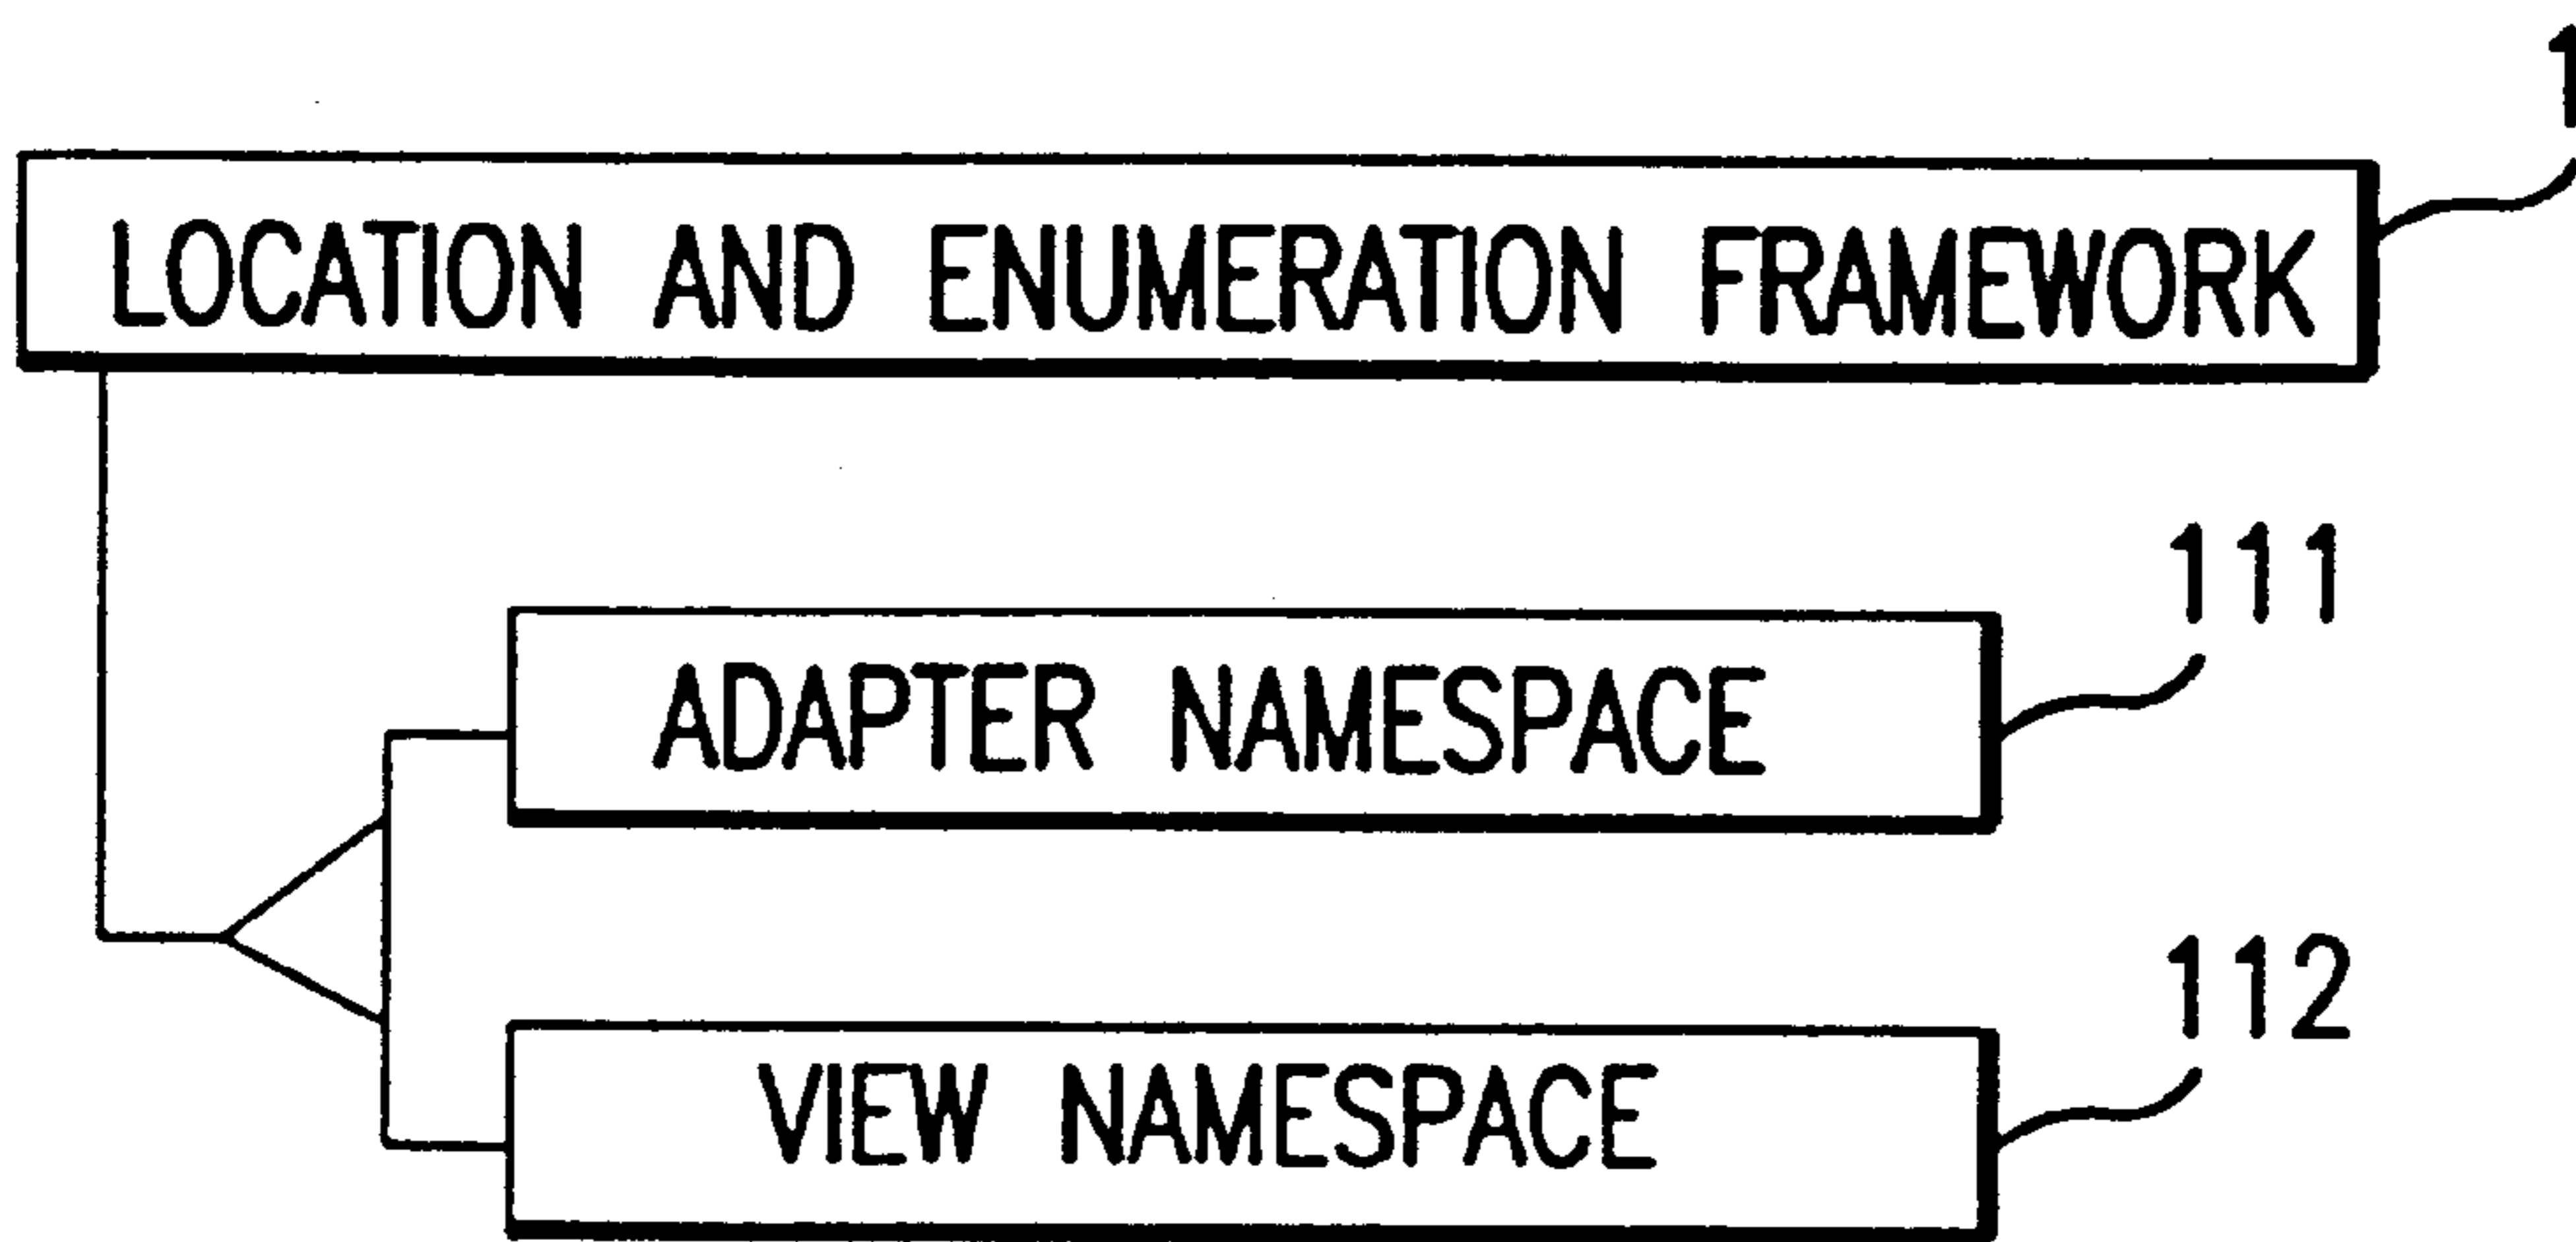 LOCATION AND ENUMERATION FRAMEWORK
111
ADAPTER NAMESPACE
112
VIEW NAMESPACE